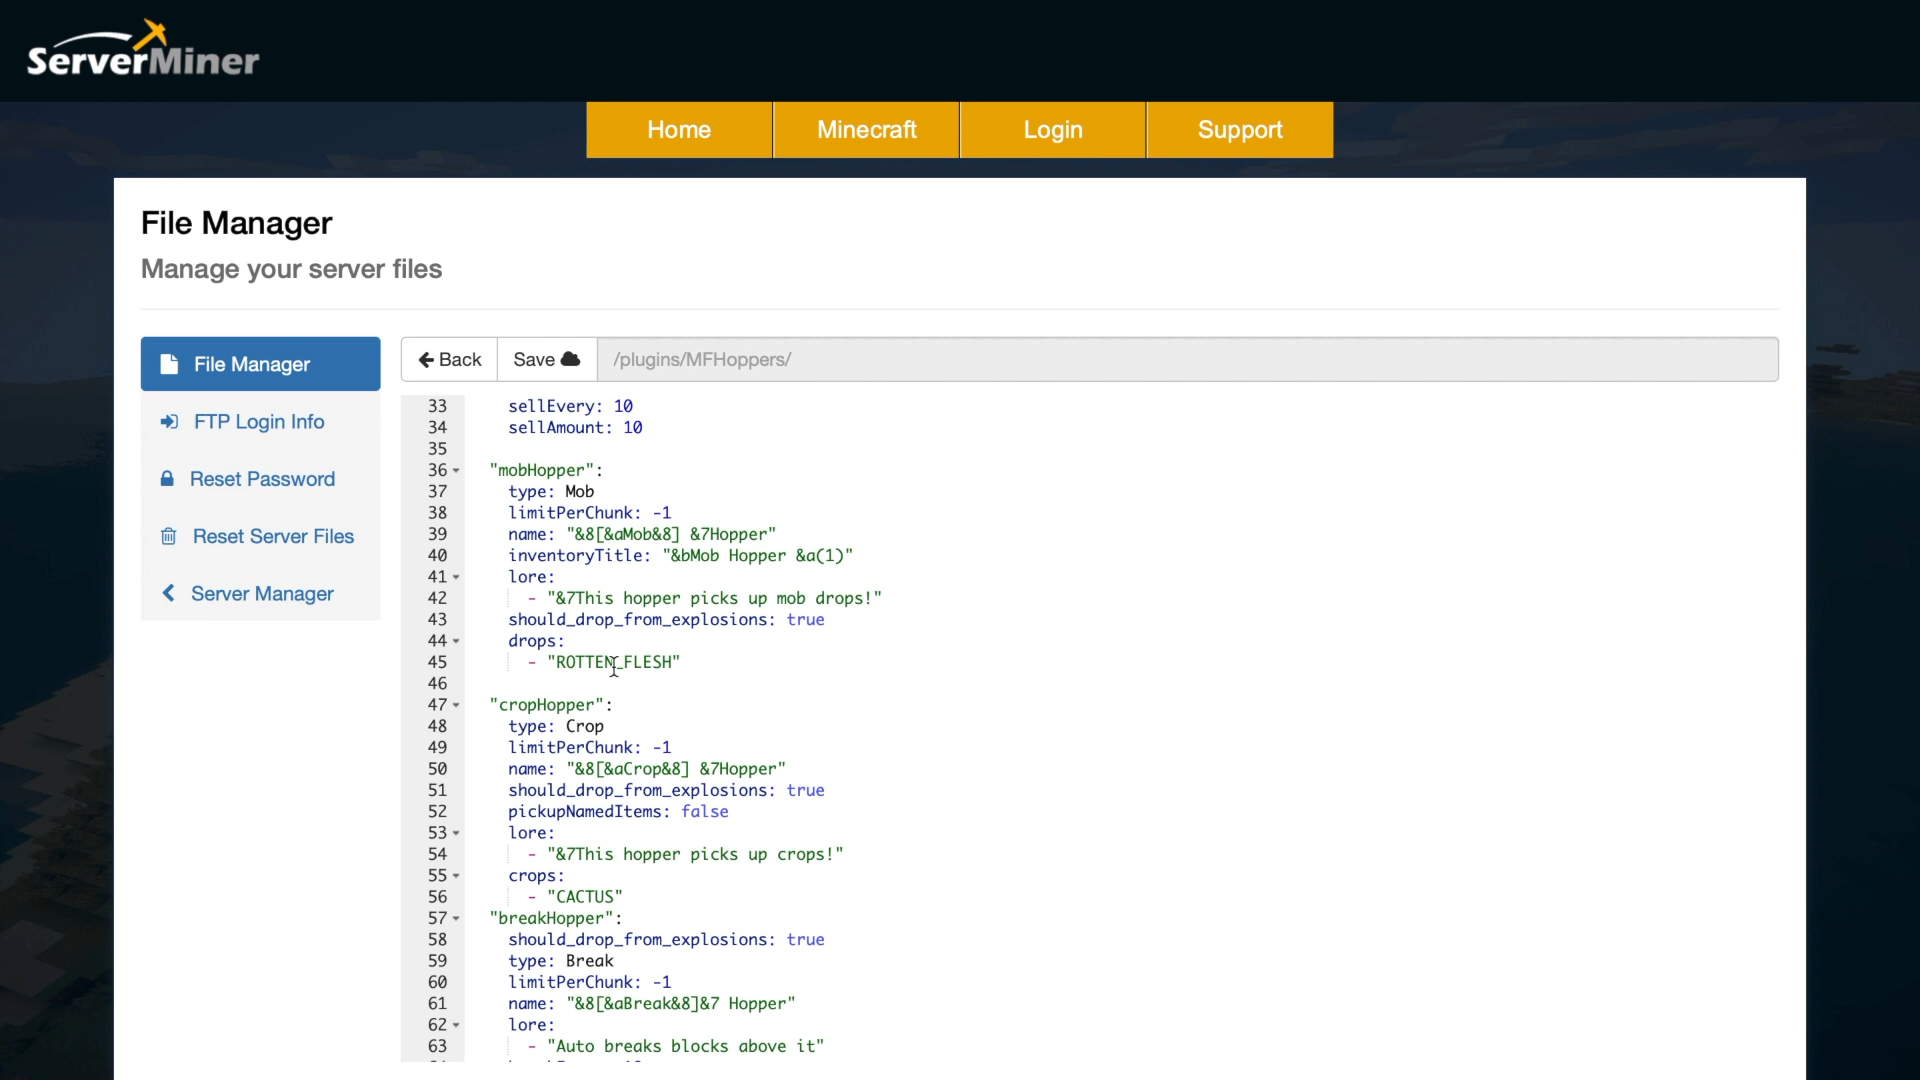 ServerMiner
Home
Minecraft
Login
Support
File Manager
Manage your server files
File Manager
FTP Login Info
Reset Password
Reset Server Files
Server Manager
Back
Save
/plugins/MFHoppers/
33 sellEvery: 10
34 sellAmount: 10
35
36 "mobHopper":
37 type: Mob
38 limitPerChunk: -1
39 name: "&8[&aMob&8] &7Hopper"
40 inventoryTitle: "&bMob Hopper &a(1)"
41 lore:
42 - "&7This hopper picks up mob drops!"
43 should_drop_from_explosions: true
44 drops:
45 - "ROTTEN_FLESH"
46
47 "cropHopper":
48 type: Crop
49 limitPerChunk: -1
50 name: "&8[&aCrop&8] &7Hopper"
51 should_drop_from_explosions: true
52 pickupNamedItems: false
53 lore:
54 - "&7This hopper picks up crops!"
55 crops:
56 - "CACTUS"
57 "breakHopper":
58 should_drop_from_explosions: true
59 type: Break
60 limitPerChunk: -1
61 name: "&8[&aBreak&8]&7 Hopper"
62 lore:
63 - "Auto breaks blocks above it"